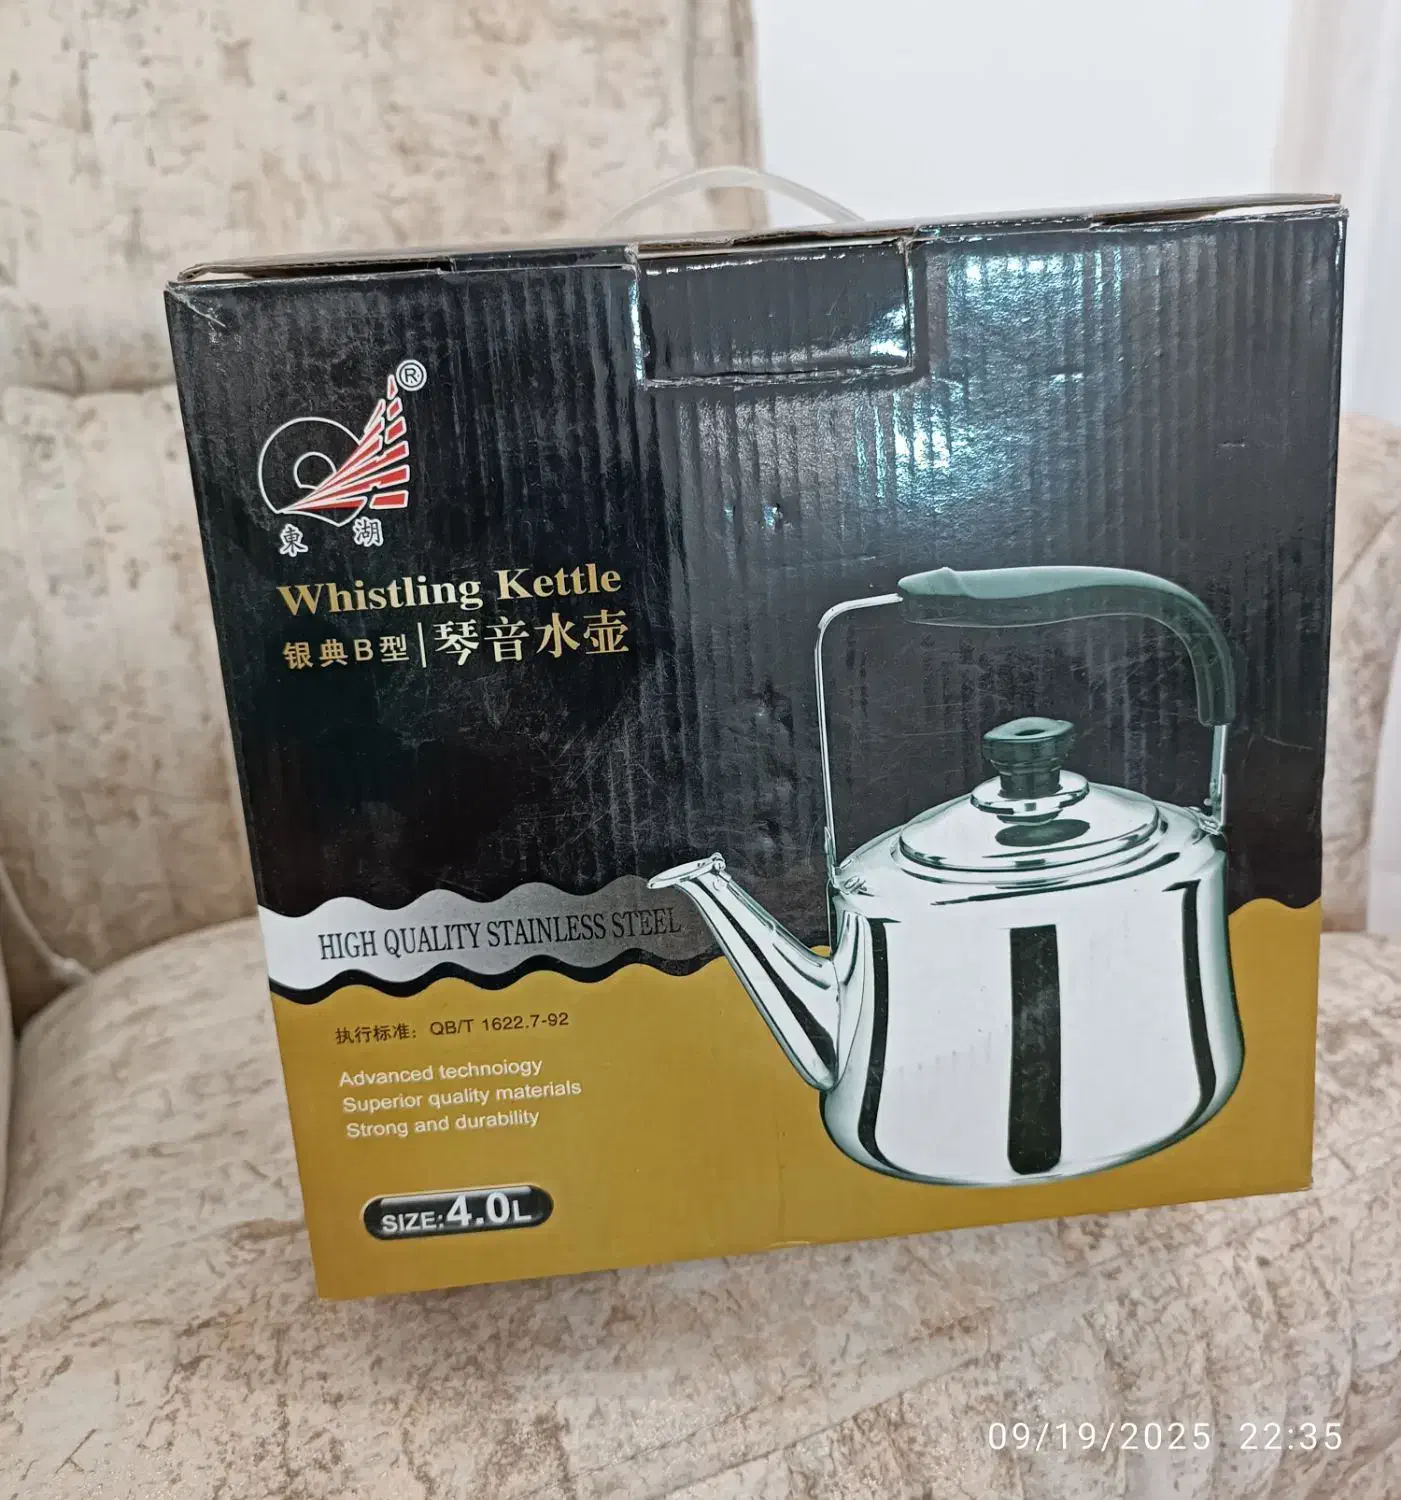 ®
東湖
Whistling Kettle
银典B型|琴音水壶
HIGH QUALITY STAINLESS STEEL
执行标准：QB/T 1622.7-92
Advanced technoiogy
Superior quality materials
Strong and durability
SIZE:4.0L
09/19/2025 22:35